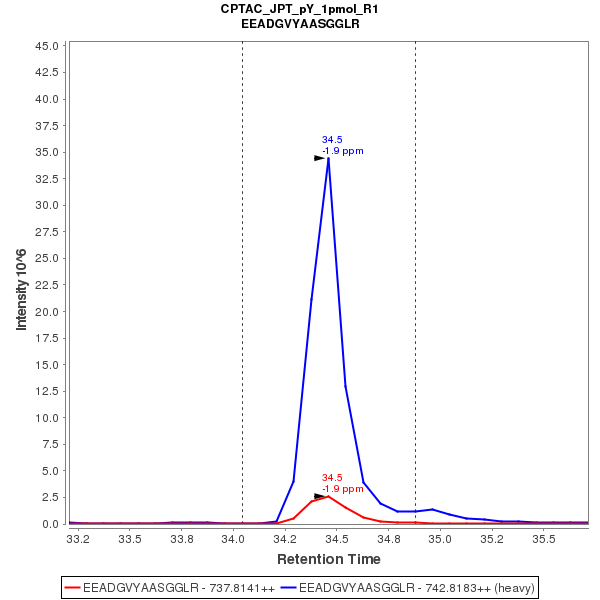 CPTAC_JPT_pY_1pmol_R1
EEADGVYAASGGLR
Intensity 10^6
45.0
42.5
40.0
37.5
35.0
32.5
30.0
27.5
25.0
22.5
20.0
17.5
15.0
12.5
10.0
7.5
5.0
2.5
0.0
34.5
-1.9 ppm
34.5
-1.9 ppm
33.2 33.5 33.8 34.0 34.2 34.5 34.8 35.0 35.2 35.5
Retention Time
EEADGVYAASGGLR - 737.8141++ EEADGVYAASGGLR - 742.8183++ (heavy)